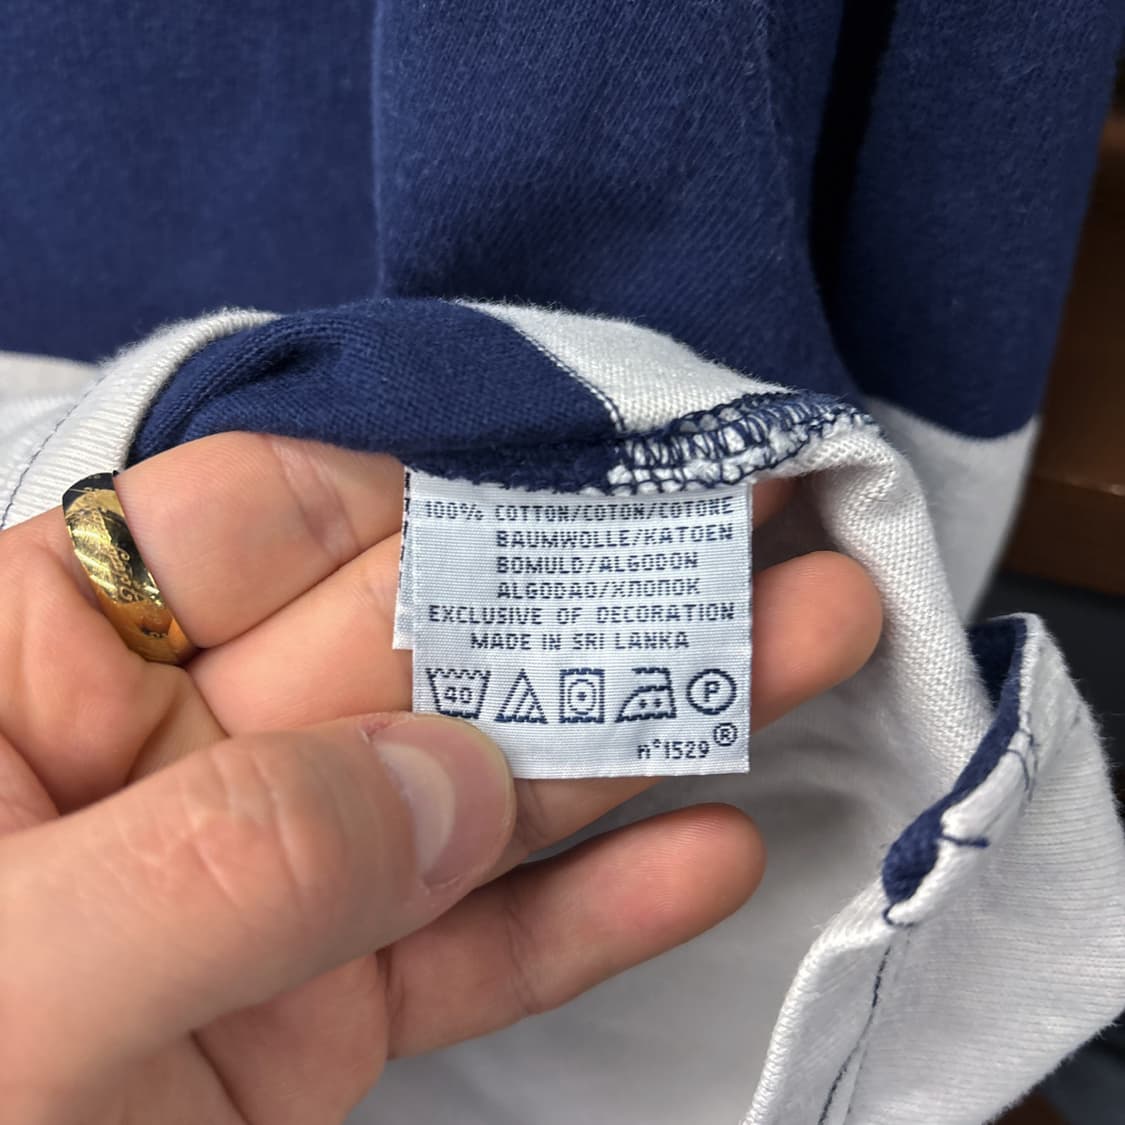 100% COTTON/COTON/COTONE
BAUMWOLLE/KATOEN
BOMULD/ALGODON
ALGODAO/ХЛОПОК
EXCLUSIVE OF DECORATION
MADE IN SRI LANKA
40 P
n°1529®